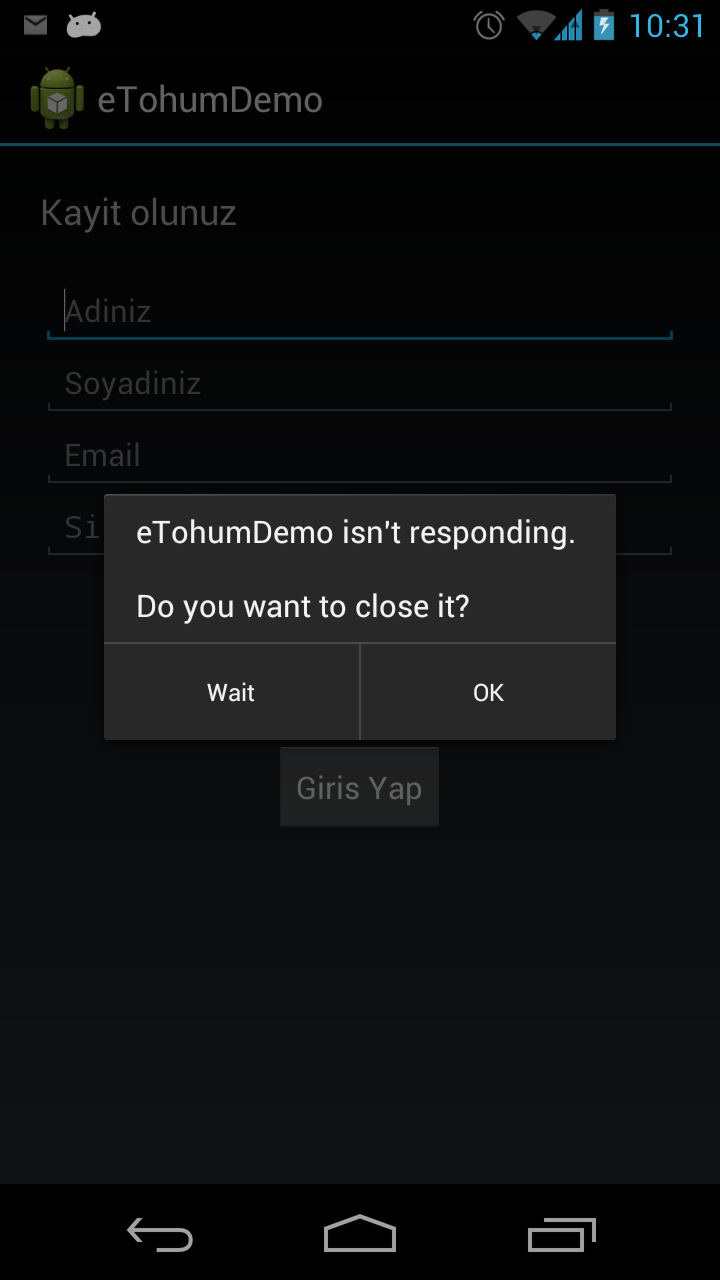 10:31
eTohumDemo
Kayit olunuz
Adiniz
Soyadiniz
Email
Si
eTohumDemo isn't responding.
Do you want to close it?
Wait
OK
Giris Yap